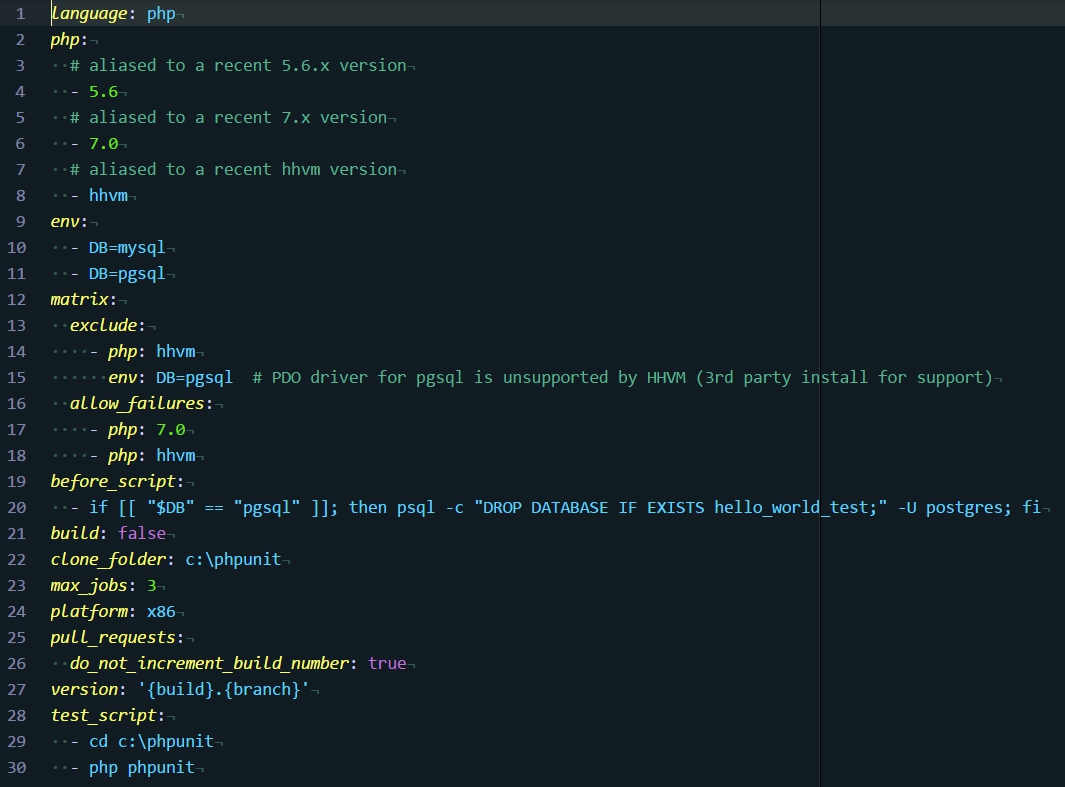 1 language: php¬
2 php:¬
3 ··# aliased to a recent 5.6.x version¬
4 ··- 5.6¬
5 ··# aliased to a recent 7.x version¬
6 ··- 7.0¬
7 ··# aliased to a recent hhvm version¬
8 ··- hhvm¬
9 env:¬
10 ··- DB=mysql¬
11 ··- DB=pgsql¬
12 matrix:¬
13 ··exclude:¬
14 ····- php: hhvm¬
15 ······env: DB=pgsql  # PDO driver for pgsql is unsupported by HHVM (3rd party install for support)¬
16 ··allow_failures:¬
17 ····- php: 7.0¬
18 ····- php: hhvm¬
19 before_script:¬
20 ··- if [[ "$DB" == "pgsql" ]]; then psql -c "DROP DATABASE IF EXISTS hello_world_test;" -U postgres; fi¬
21 build: false¬
22 clone_folder: c:\phpunit¬
23 max_jobs: 3¬
24 platform: x86¬
25 pull_requests:¬
26 ··do_not_increment_build_number: true¬
27 version: '{build}.{branch}'¬
28 test_script:¬
29 ··- cd c:\phpunit¬
30 ··- php phpunit¬